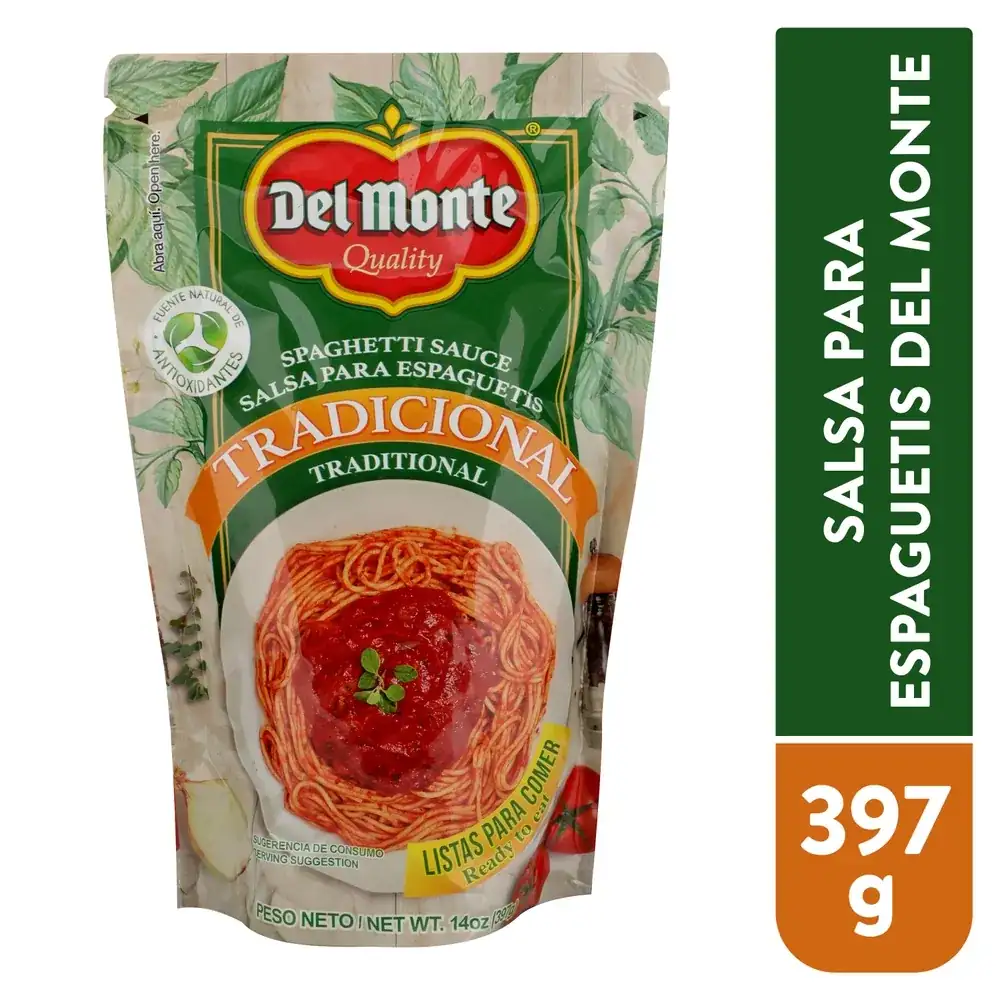 Abra aquí. Open here.
Del Monte
®
Quality
FUENTE NATURAL DE
ANTIOXIDANTES
SPAGHETTI SAUCE
SALSA PARA ESPAGUETIS
TRADICIONAL
TRADITIONAL
LISTAS PARA COMER
Ready to eat
SUGERENCIA DE CONSUMO
SERVING SUGGESTION
PESO NETO / NET WT. 14oz (397g)
SALSA PARA
ESPAGUETIS DEL MONTE
397
g